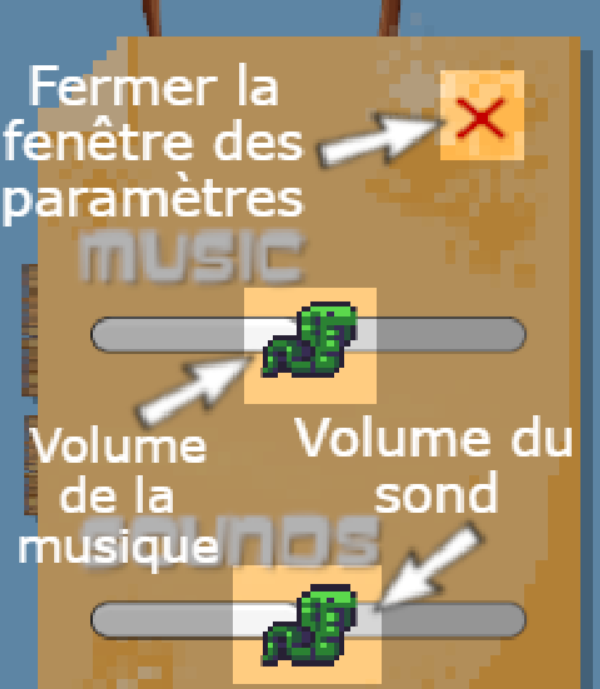 Fermer la
fenêtre des
paramètres
MUSIC
Volume
de la
musique
Volume du
sond
SOUNDS